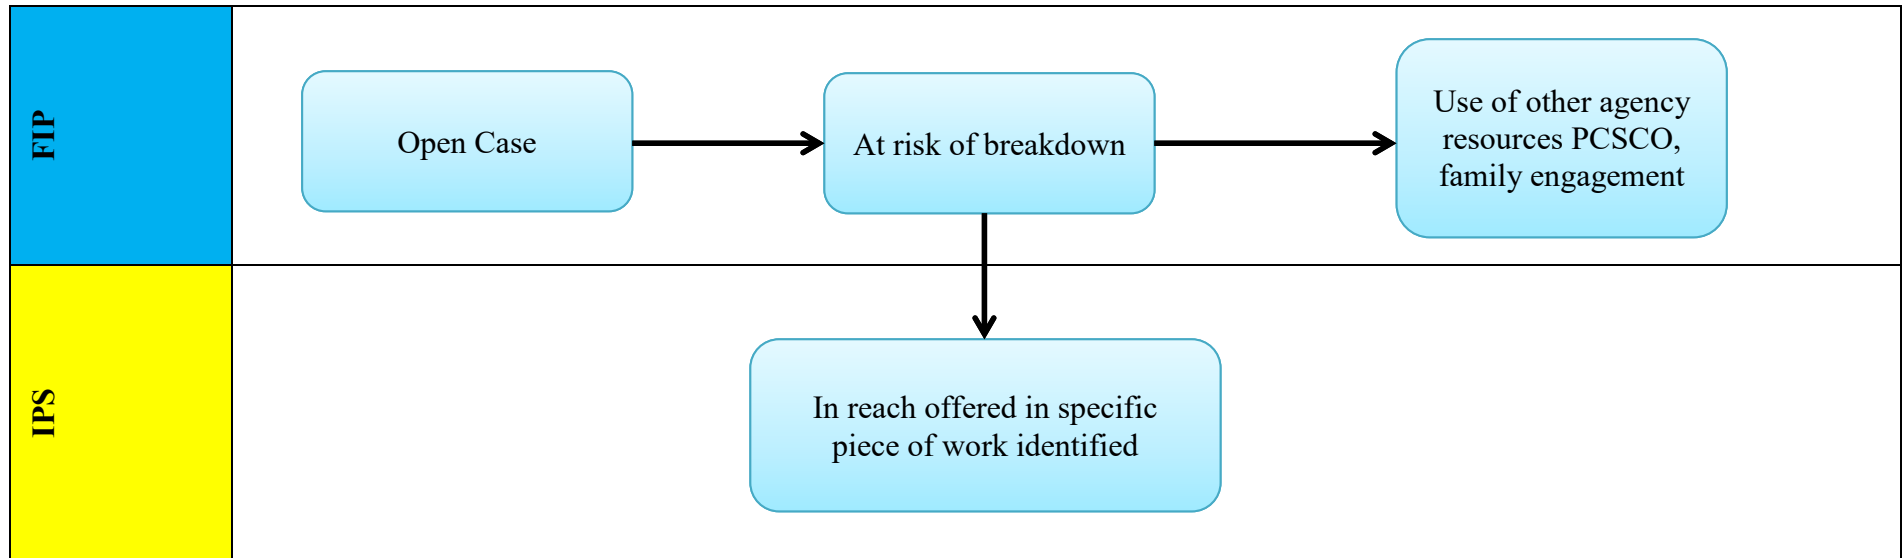 FIP
Open Case
At risk of breakdown
Use of other agency
resources PCSCO,
family engagement
IPS
In reach offered in specific
piece of work identified